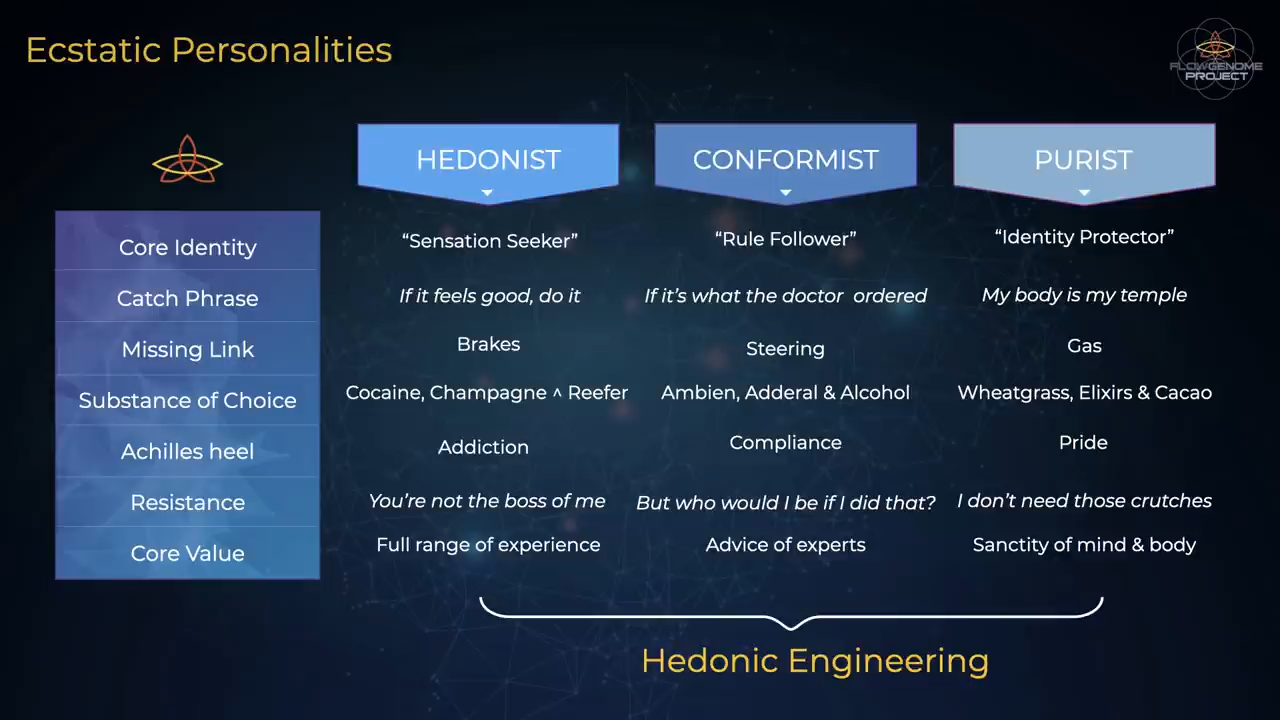 Ecstatic Personalities
FLOWGENOME
PROJECT
HEDONIST CONFORMIST PURIST
Core Identity “Sensation Seeker” “Rule Follower” “Identity Protector”
Catch Phrase If it feels good, do it If it’s what the doctor ordered My body is my temple
Missing Link Brakes Steering Gas
Substance of Choice Cocaine, Champagne ^ Reefer Ambien, Adderal & Alcohol Wheatgrass, Elixirs & Cacao
Achilles heel Addiction Compliance Pride
Resistance You’re not the boss of me But who would I be if I did that? I don’t need those crutches
Core Value Full range of experience Advice of experts Sanctity of mind & body
Hedonic Engineering